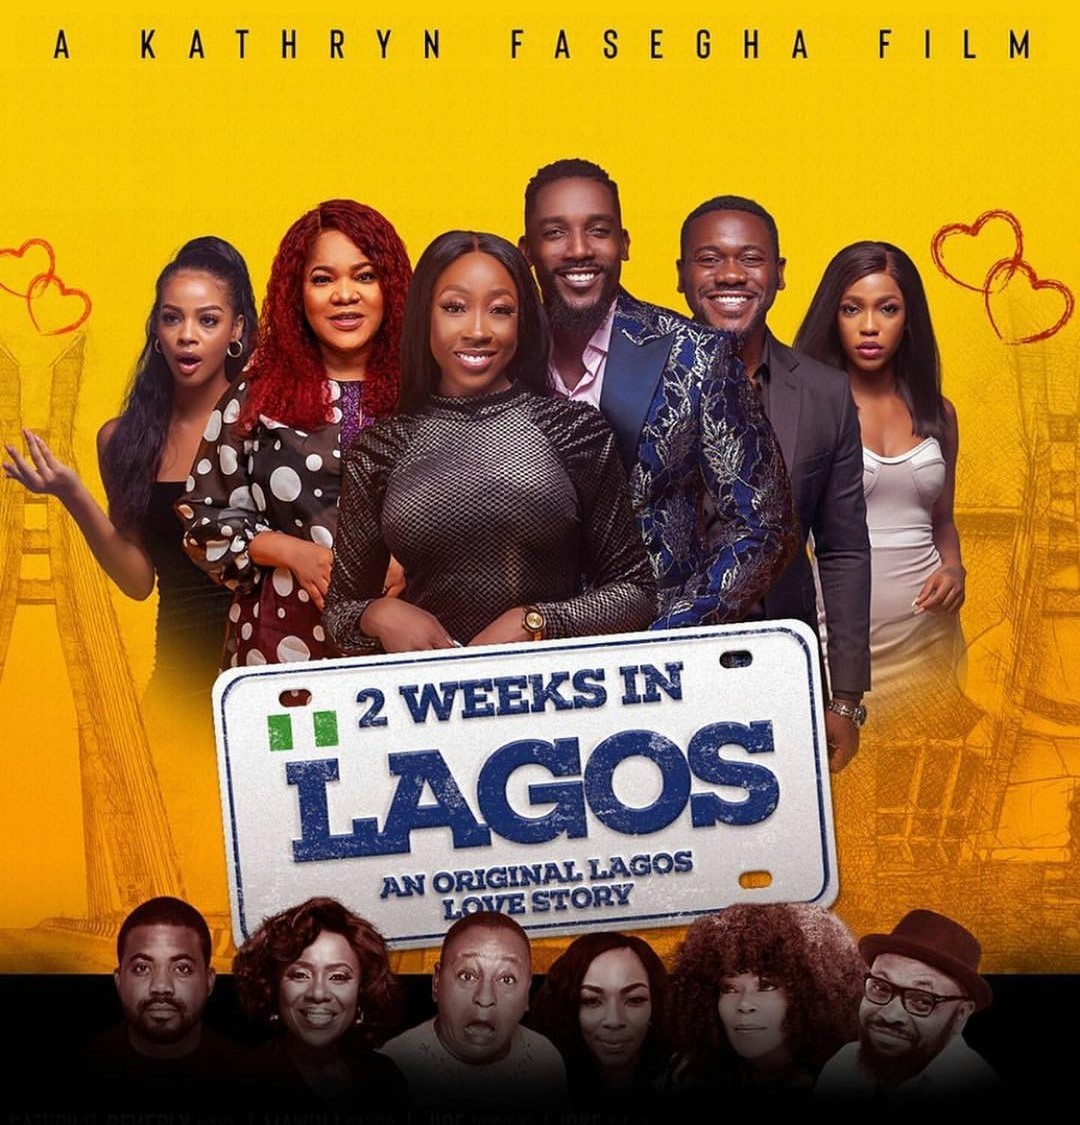 A KATHRYN FASEGHA FILM
2 WEEKS IN
LAGOS
AN ORIGINAL LAGOS
LOVE STORY